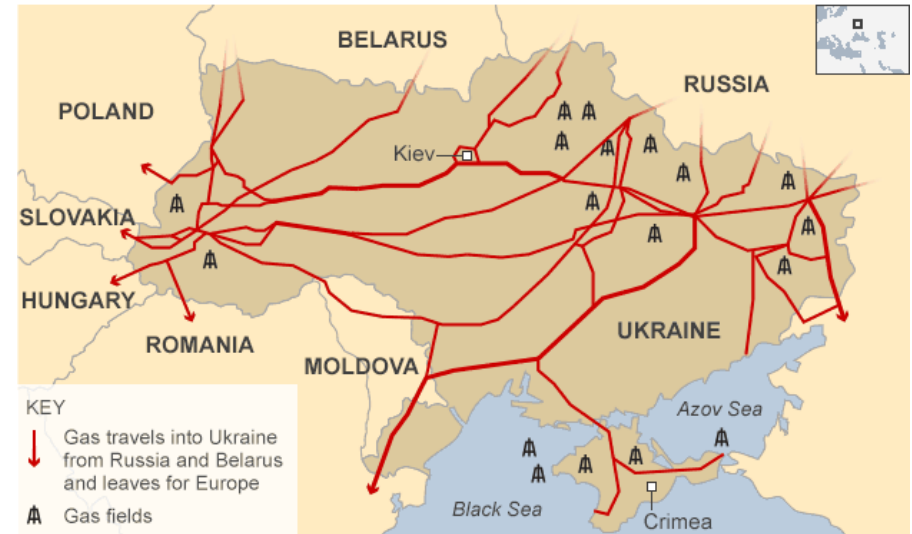 BELARUS
RUSSIA
POLAND
Kiev
SLOVAKIA
HUNGARY
ROMANIA
UKRAINE
MOLDOVA
KEY
Gas travels into Ukraine
from Russia and Belarus
and leaves for Europe
Gas fields
Azov Sea
Black Sea
Crimea